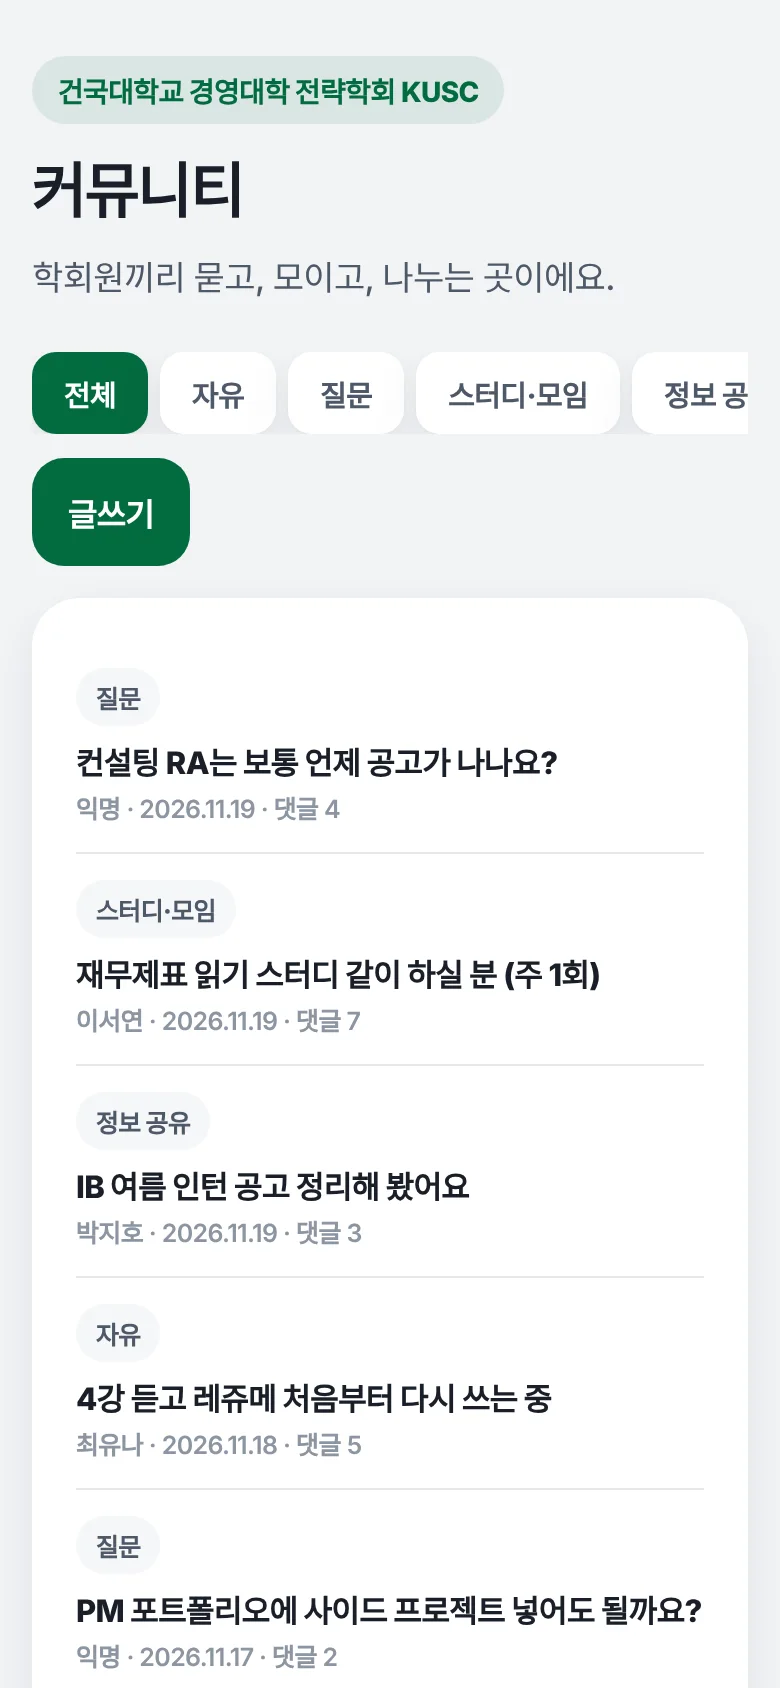 건국대학교 경영대학 전략학회 KUSC
커뮤니티
학회원끼리 묻고, 모이고, 나누는 곳이에요.
전체 자유 질문 스터디·모임 정보 공
글쓰기
질문
컨설팅 RA는 보통 언제 공고가 나나요?
익명 · 2026.11.19 · 댓글 4
스터디·모임
재무제표 읽기 스터디 같이 하실 분 (주 1회)
이서연 · 2026.11.19 · 댓글 7
정보 공유
IB 여름 인턴 공고 정리해 봤어요
박지호 · 2026.11.19 · 댓글 3
자유
4강 듣고 레쥬메 처음부터 다시 쓰는 중
최유나 · 2026.11.18 · 댓글 5
질문
PM 포트폴리오에 사이드 프로젝트 넣어도 될까요?
익명 · 2026.11.17 · 댓글 2